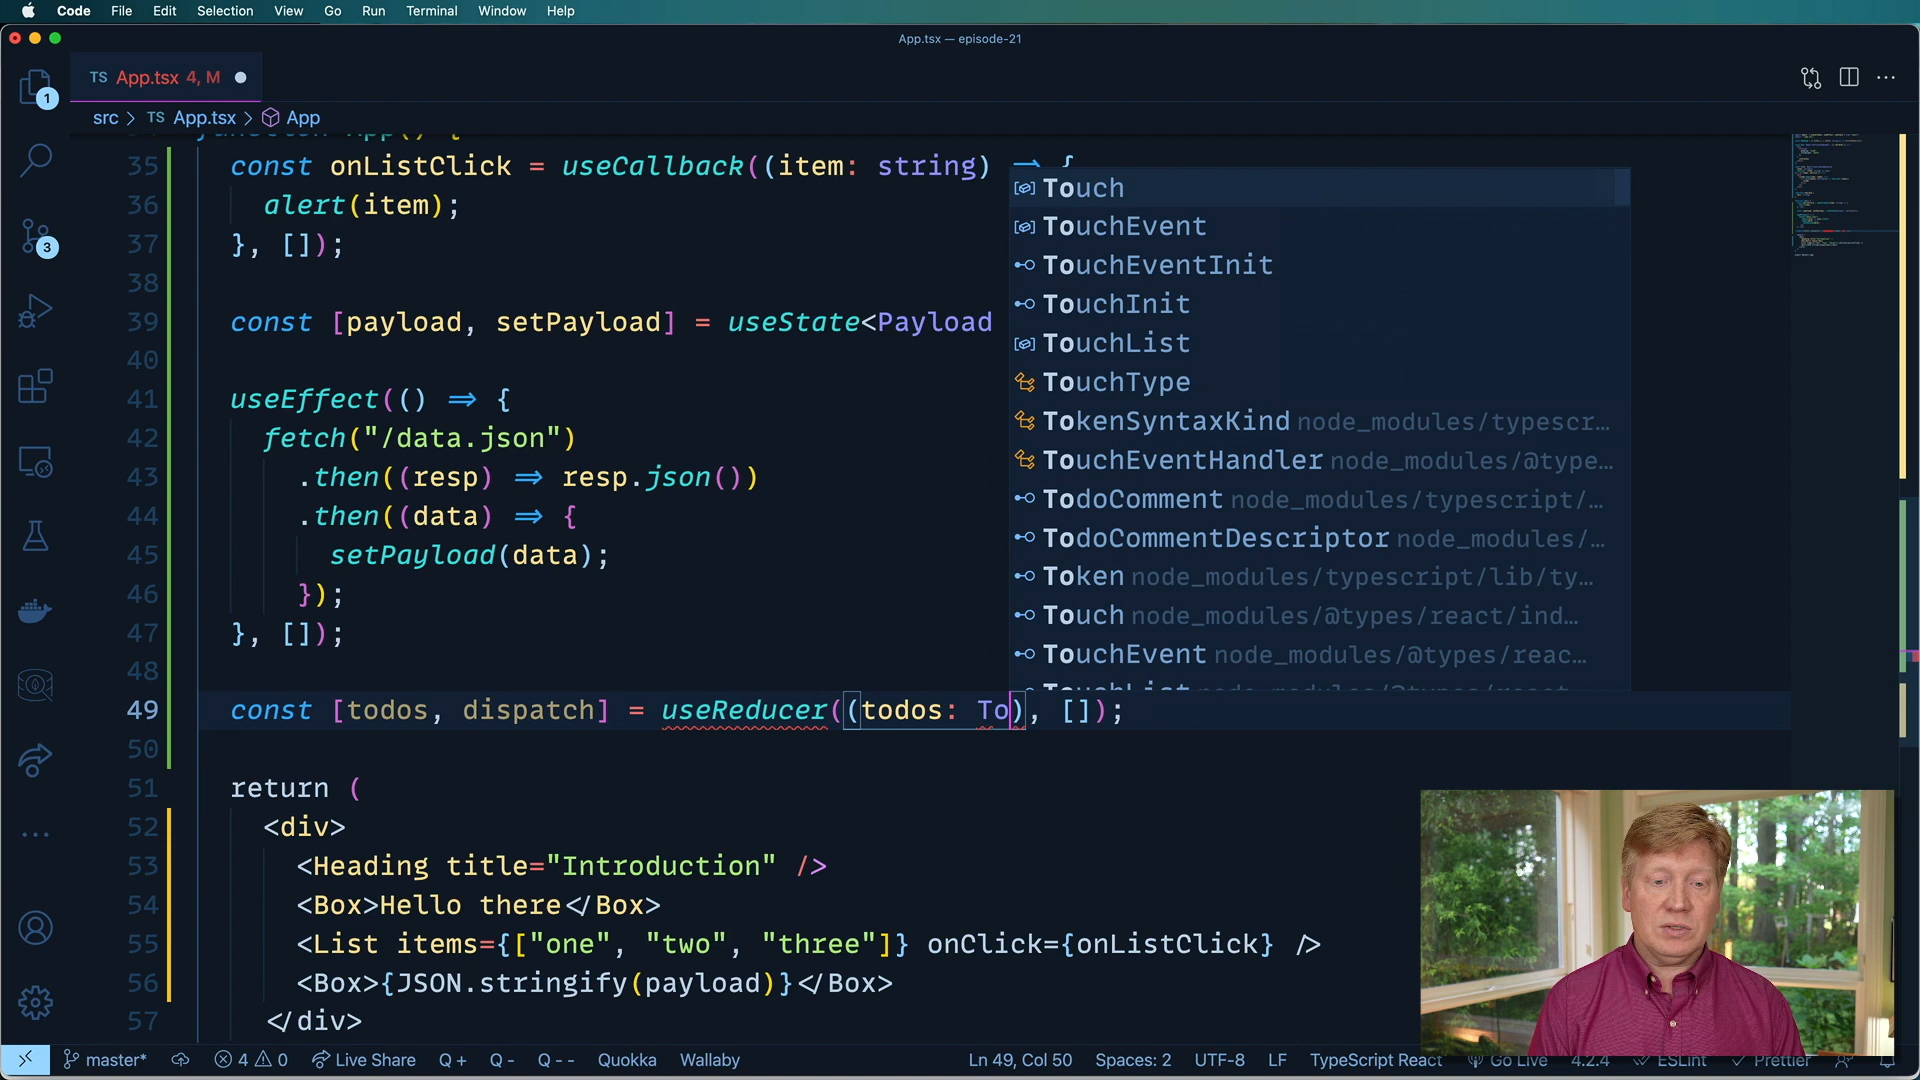 Code File Edit Selection View Go Run Terminal Window Help
App.tsx — episode-21
TS App.tsx 4, M
src > TS App.tsx > App
35 const onListClick = useCallback((item: string) => {
36 alert(item);
37 }, []);
38
39 const [payload, setPayload] = useState<Payload
40
41 useEffect(() => {
42 fetch("/data.json")
43 .then((resp) => resp.json())
44 .then((data) => {
45 setPayload(data);
46 });
47 }, []);
48
49 const [todos, dispatch] = useReducer((todos: To), []);
50
51 return (
52 <div>
53 <Heading title="Introduction" />
54 <Box>Hello there</Box>
55 <List items={["one", "two", "three"]} onClick={onListClick} />
56 <Box>{JSON.stringify(payload)}</Box>
57 </div>
Touch
TouchEvent
TouchEventInit
TouchInit
TouchList
TouchType
TokenSyntaxKind node_modules/typescr…
TouchEventHandler node_modules/@type…
TodoComment node_modules/typescript/…
TodoCommentDescriptor node_modules/…
Token node_modules/typescript/lib/ty…
Touch node_modules/@types/react/ind…
TouchEvent node_modules/@types/reac…
1
3
master* 4 0 Live Share Q + Q - Q -- Quokka Wallaby Ln 49, Col 50 Spaces: 2 UTF-8 LF TypeScript React Go Live 4.2.4 ESLint Prettier